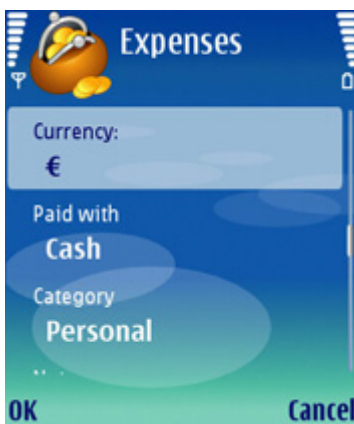 Expenses
Currency:
€
Paid with
Cash
Category
Personal
OK
Cancel